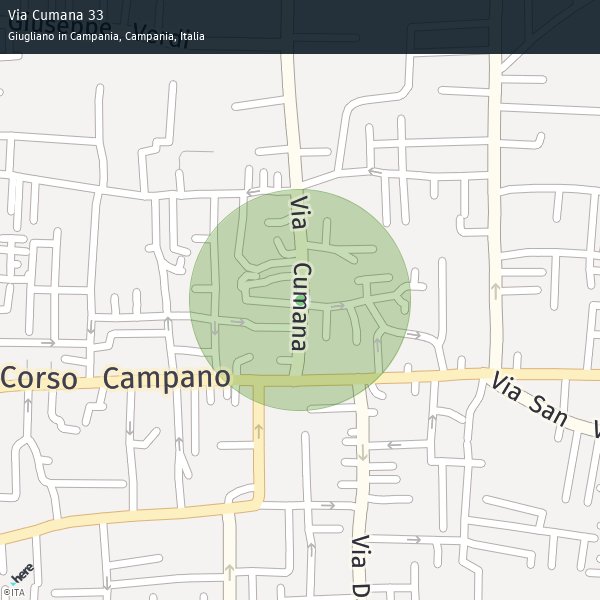 Via Cumana 33
Giugliano in Campania, Campania, Italia
Giuseppe Verdi
Via Cumana
Corso Campano
Via San V
Via D
here
©ITA